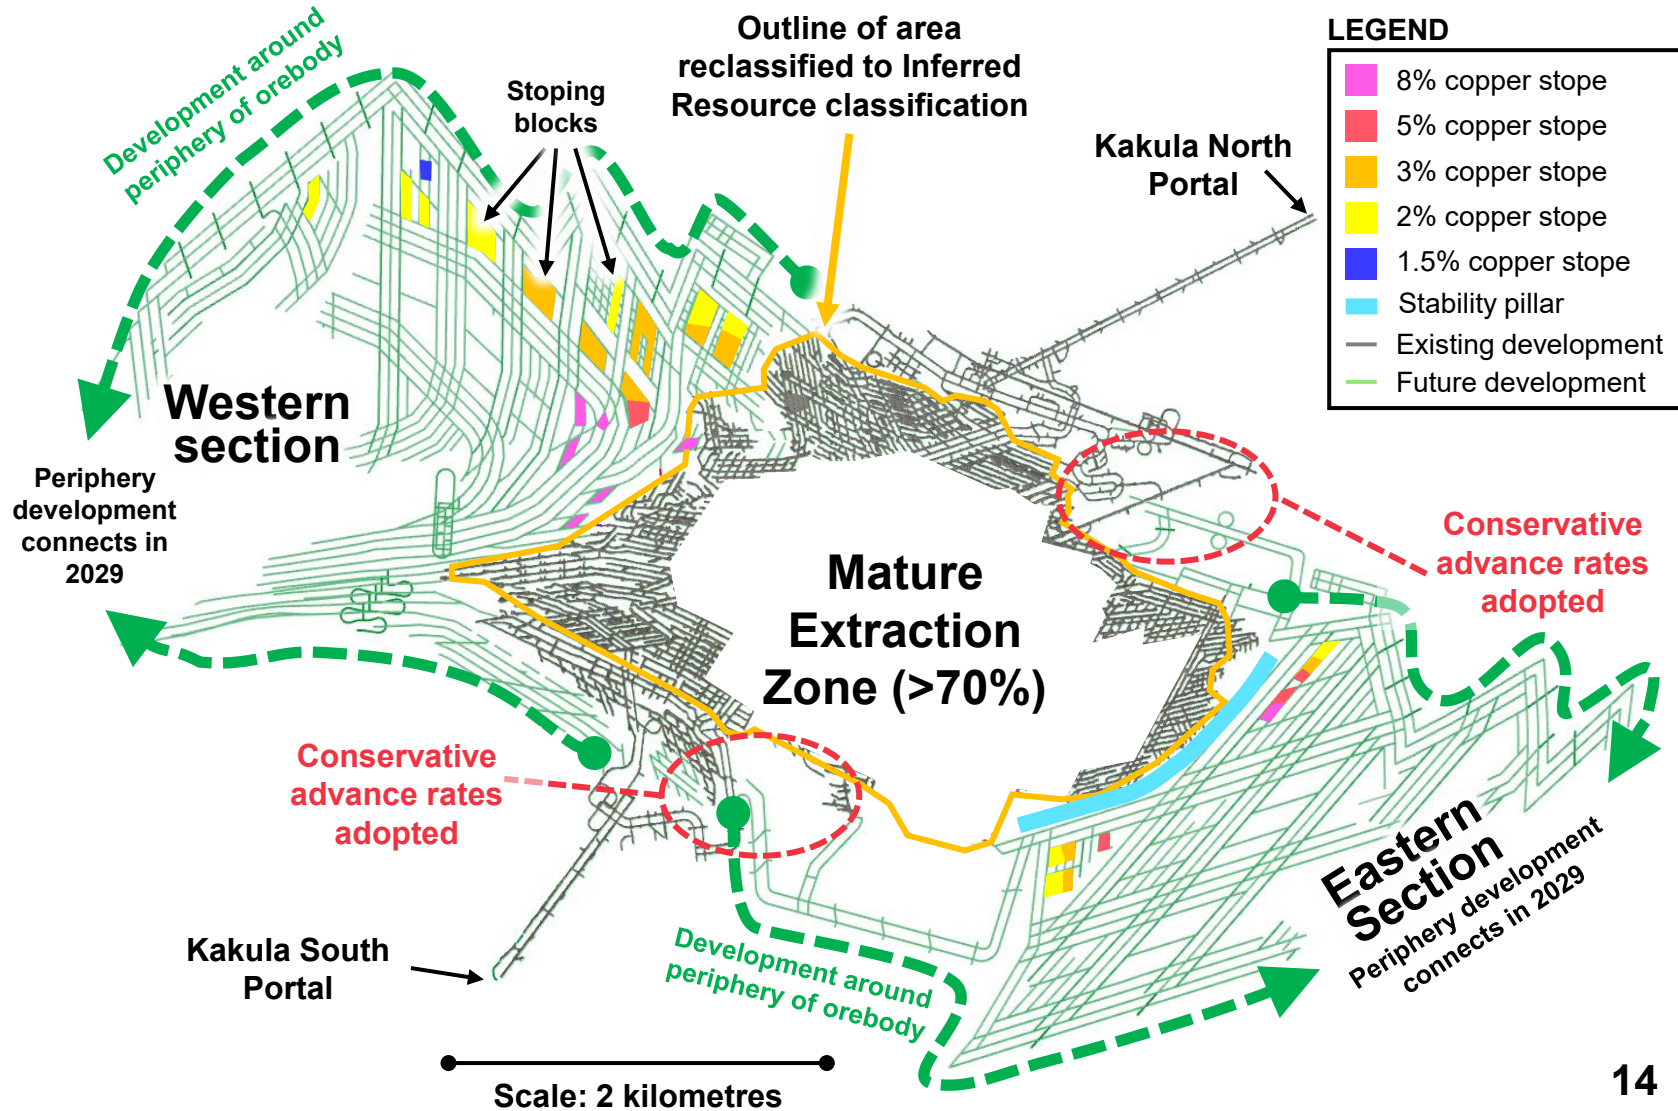 Development around
periphery of orebody
Stoping
blocks
Outline of area
reclassified to Inferred
Resource classification
Kakula North
Portal
LEGEND
8% copper stope
5% copper stope
3% copper stope
2% copper stope
1.5% copper stope
Stability pillar
Existing development
Future development
Western
section
Periphery
development
connects in
2029
Mature
Extraction
Zone (>70%)
Conservative
advance rates
adopted
Conservative
advance rates
adopted
Eastern
Section
Periphery development
connects in 2029
Kakula South
Portal
Development around
periphery of orebody
Scale: 2 kilometres
14